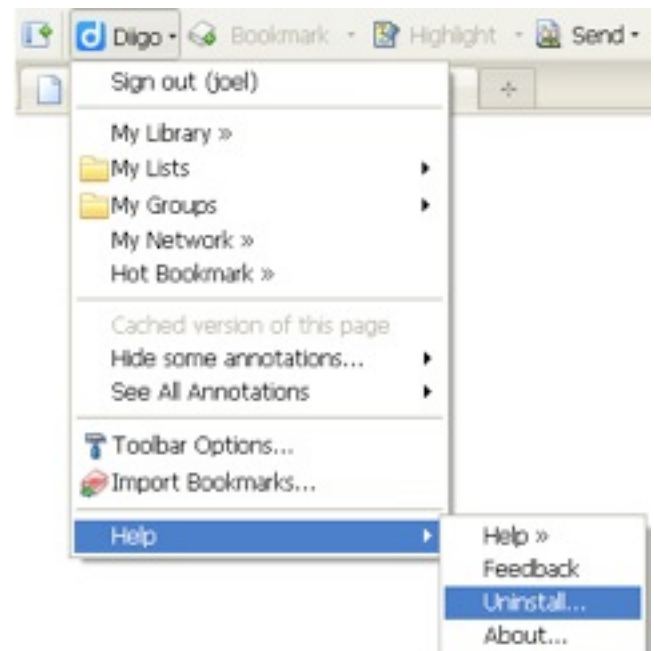 Diigo Bookmark Highlight Send
Sign out (joel)
My Library »
My Lists
My Groups
My Network »
Hot Bookmark »
Cached version of this page
Hide some annotations...
See All Annotations
Toolbar Options...
Import Bookmarks...
Help
Help »
Feedback
Uninstall...
About...